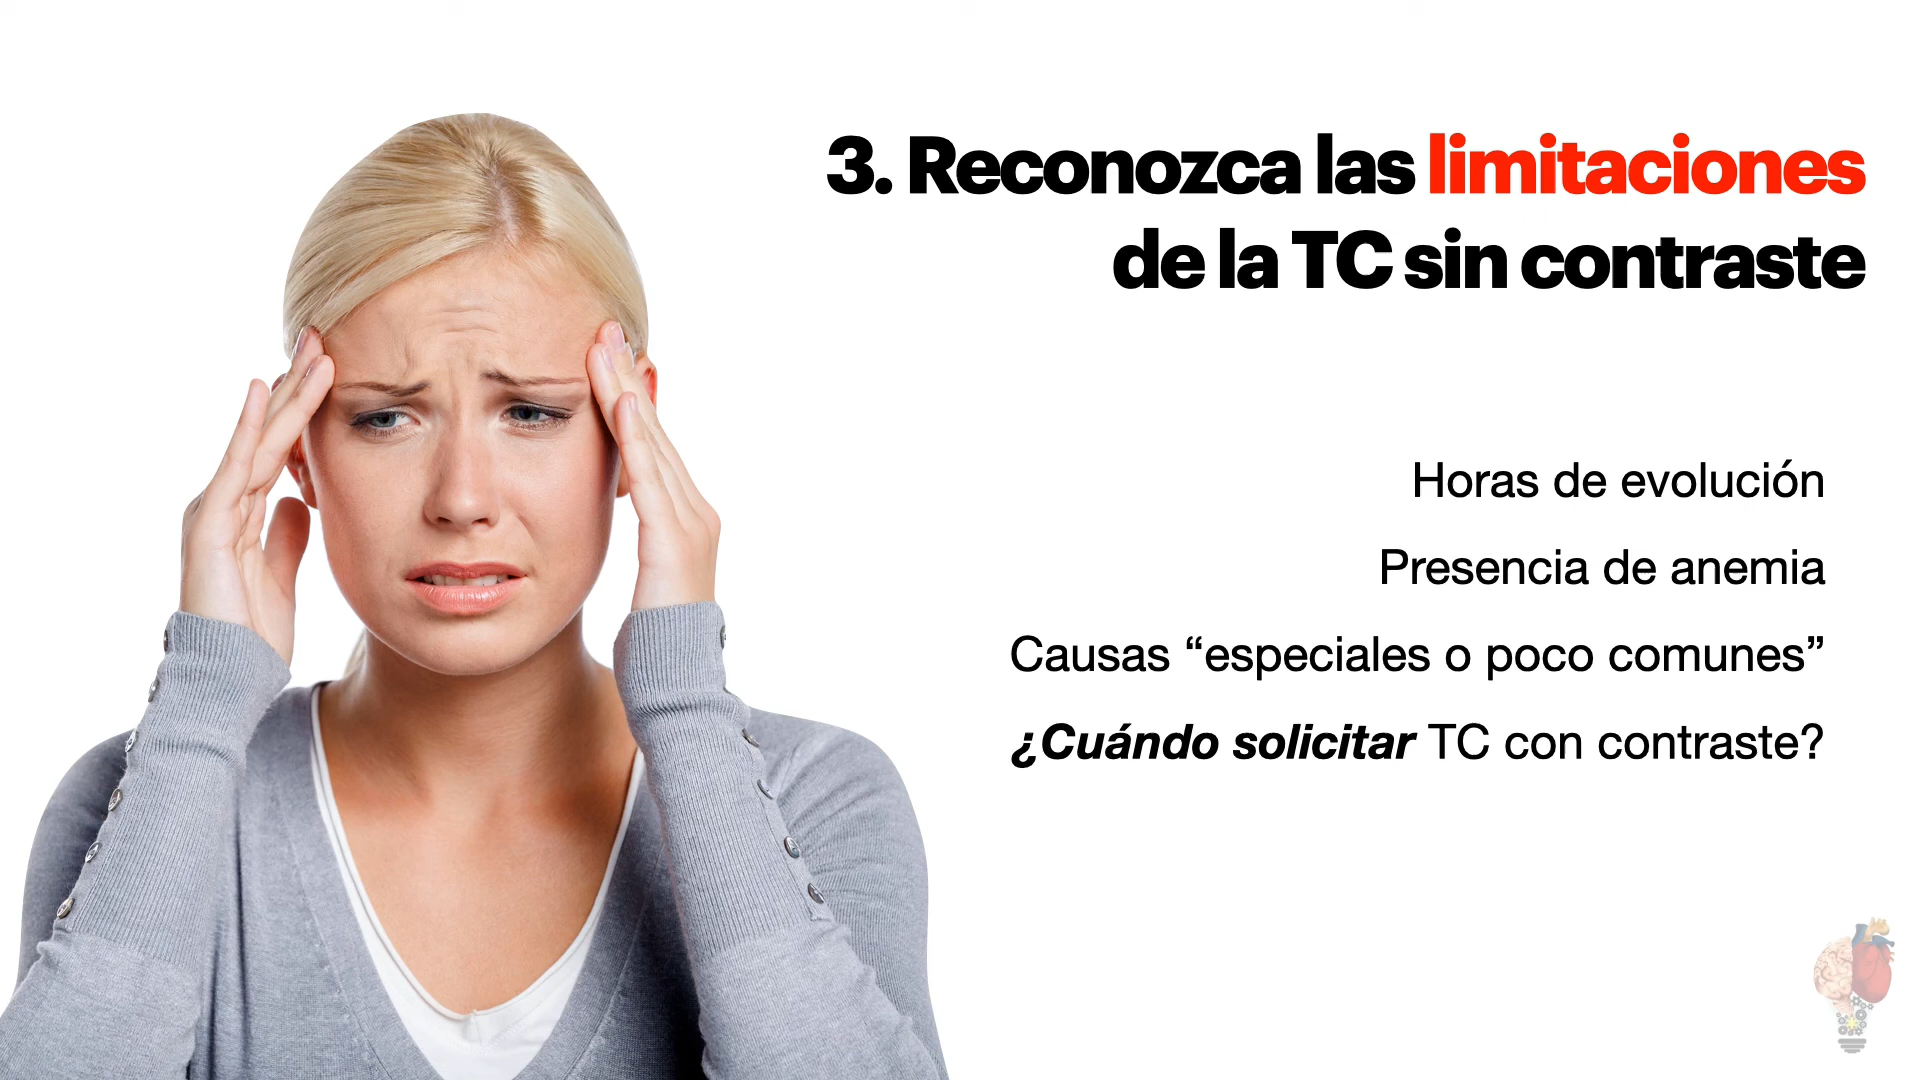 3. Reconozca las limitaciones
de la TC sin contraste
Horas de evolución
Presencia de anemia
Causas “especiales o poco comunes”
¿Cuándo solicitar TC con contraste?